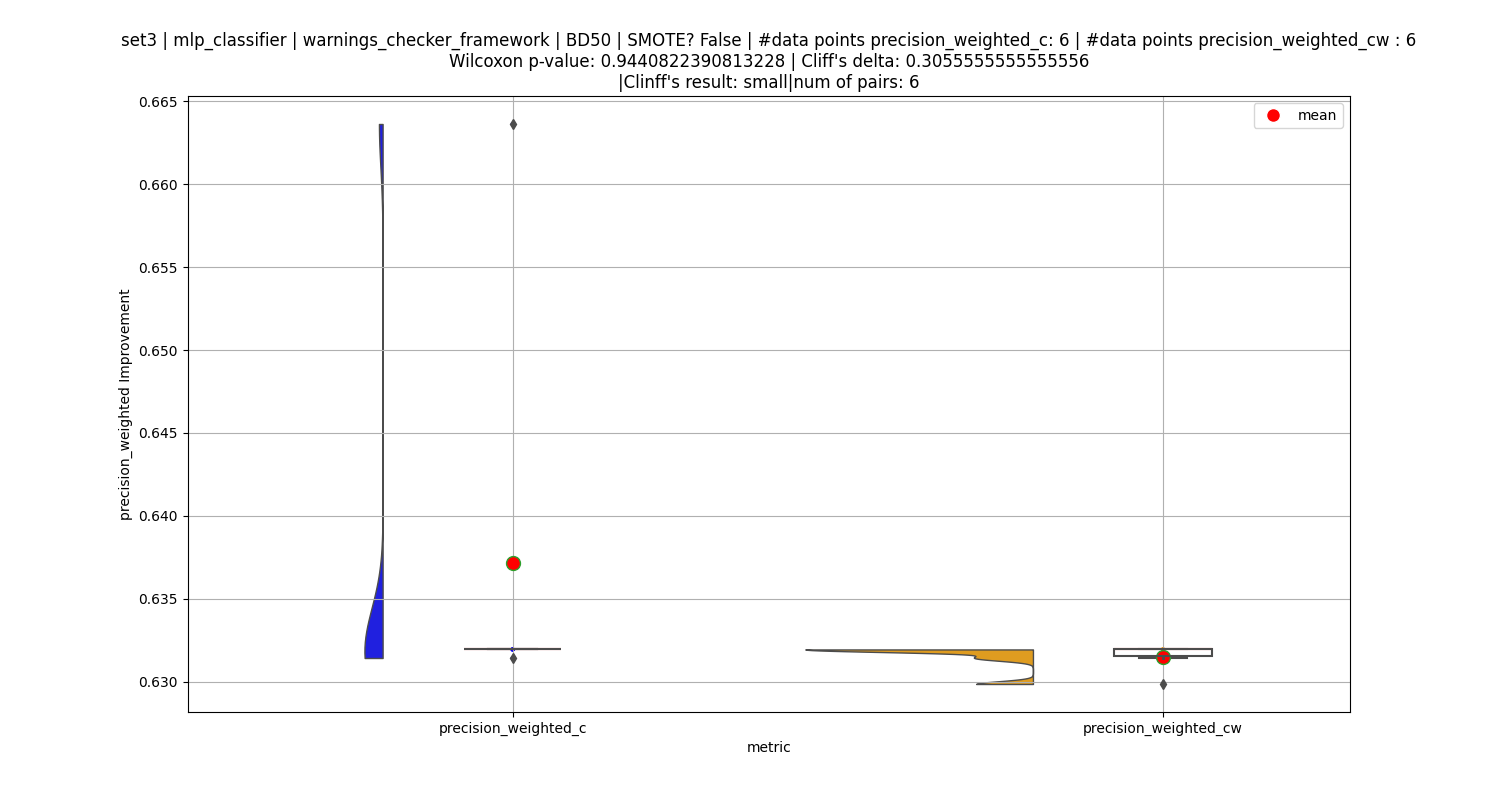 set3 | mlp_classifier | warnings_checker_framework | BD50 | SMOTE? False | #data points precision_weighted_c: 6 | #data points precision_weighted_cw : 6
Wilcoxon p-value: 0.9440822390813228 | Cliff's delta: 0.3055555555555556
|Clinff's result: small|num of pairs: 6
mean
precision_weighted Improvement
0.665
0.660
0.655
0.650
0.645
0.640
0.635
0.630
precision_weighted_c
precision_weighted_cw
metric